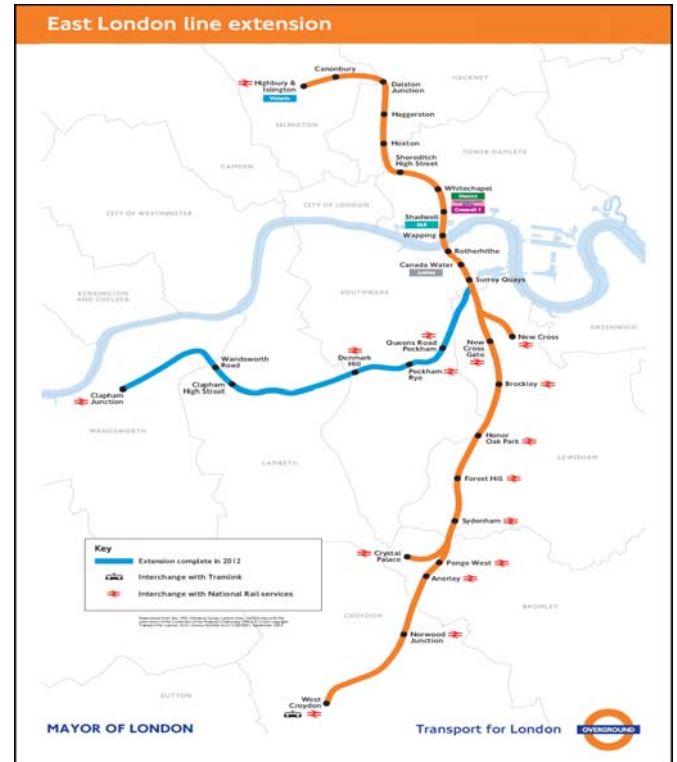 East London line extension
Canonbury
Highbury &
Islington
Victoria
Dalston
Junction
HACKNEY
Haggerston
ISLINGTON
Hoxton
CAMDEN
Shoreditch
High Street
TOWER HAMLETS
Whitechapel
District
Crossrail 1
CITY OF LONDON
CITY OF WESTMINSTER
Shadwell
DLR
Wapping
Rotherhithe
Canada Water
Jubilee
Surrey Quays
KENSINGTON
AND CHELSEA
SOUTHWARK
GREENWICH
Queens Road
Peckham
New
Cross
Gate
New Cross
Wandsworth
Road
Denmark
Hill
Peckham
Rye
Clapham
High Street
Clapham
Junction
Brockley
WANDSWORTH
Honor
Oak Park
LAMBETH
LEWISHAM
Forest Hill
Sydenham
Key
Extension complete in 2012
Interchange with Tramlink
Interchange with National Rail services
Crystal
Palace
Penge West
Anerley
BROMLEY
CROYDON
Norwood
Junction
SUTTON
West
Croydon
MAYOR OF LONDON
Transport for London
OVERGROUND